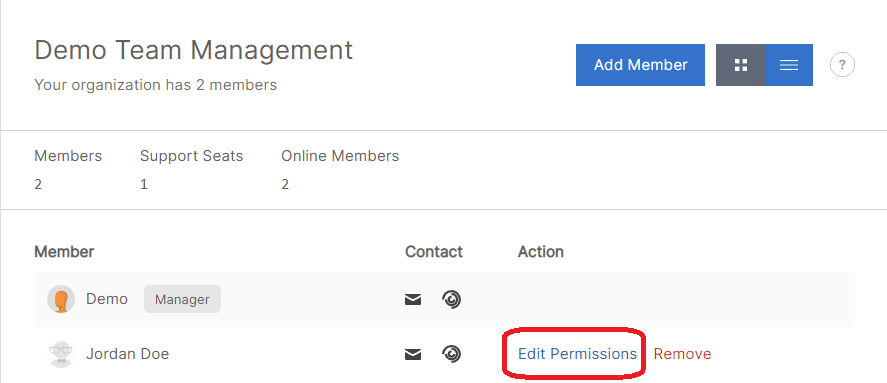 Demo Team Management
Your organization has 2 members
Add Member
?
Members Support Seats Online Members
2 1 2
Member Contact Action
Demo Manager
Jordan Doe Edit Permissions Remove